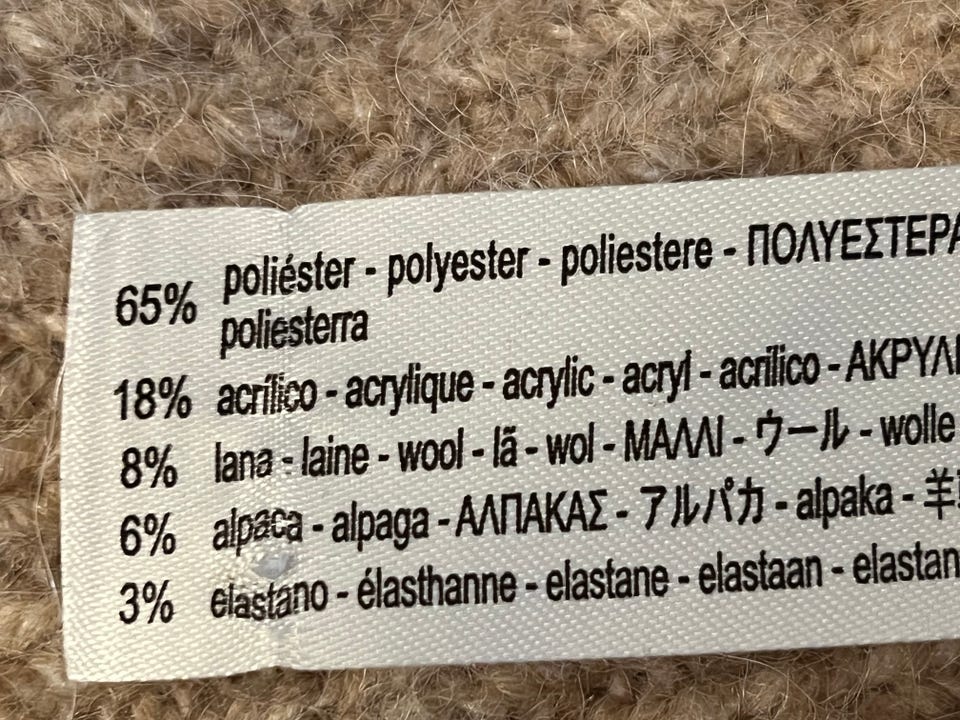 65% poliéster - polyester - poliestere - ΠΟΛΥΕΣΤΕΡΑ
poliesterra
18% acrílico - acrylique - acrylic - acryl - acrílico - ΑΚΡΥΛΙ
8% lana - laine - wool - lã - wol - ΜΑΛΛΙ - ウール - wolle
6% alpaca - alpaga - ΑΛΠΑΚΑΣ - アルパカ - alpaka - 羊
3% elastano - élasthanne - elastane - elastaan - elastan